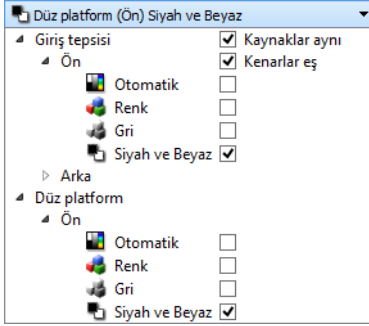 Düz platform (Ön) Siyah ve Beyaz
Giriş tepsisi Kaynaklar aynı
Ön Kenarlar eş
Otomatik
Renk
Gri
Siyah ve Beyaz
Arka
Düz platform
Ön
Otomatik
Renk
Gri
Siyah ve Beyaz